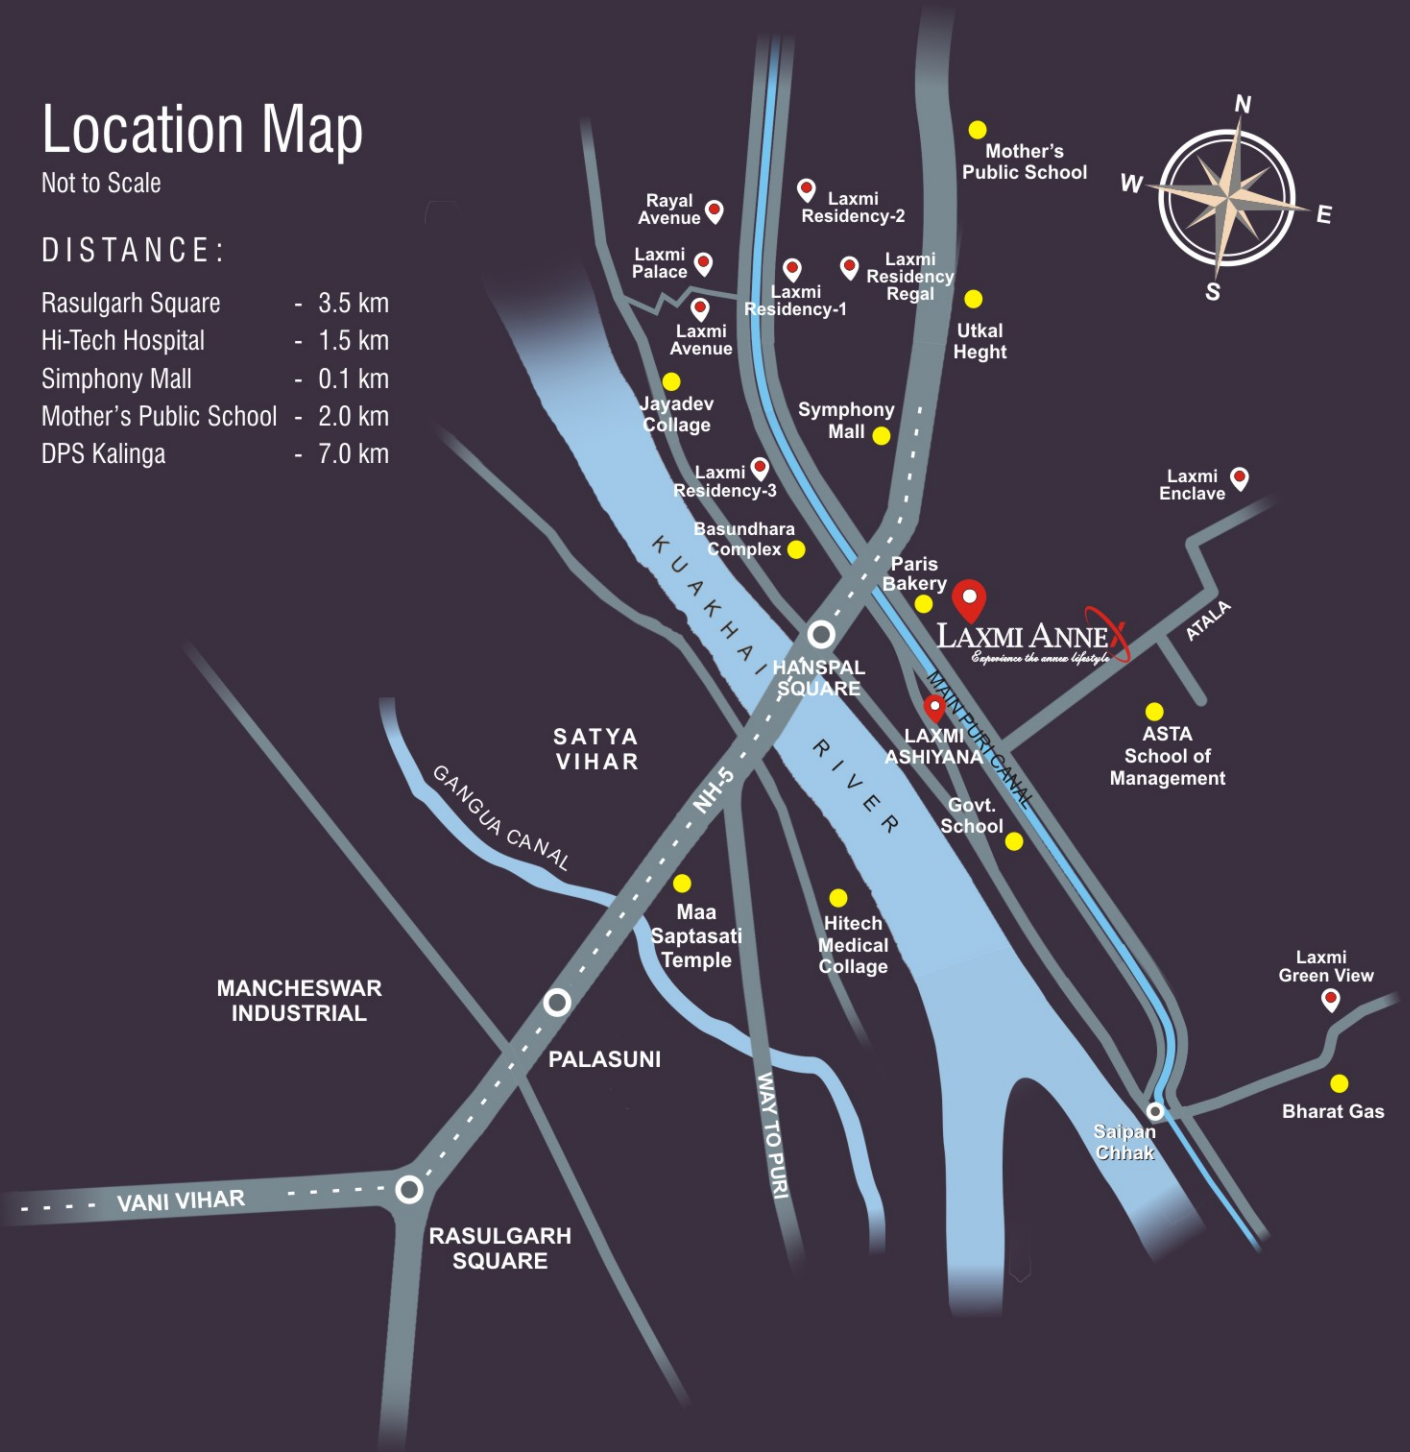 Location Map
Not to Scale
DISTANCE:
Rasulgarh Square - 3.5 km
Hi-Tech Hospital - 1.5 km
Simphony Mall - 0.1 km
Mother's Public School - 2.0 km
DPS Kalinga - 7.0 km
N
W
E
S
Mother's
Public School
Rayal
Avenue
Laxmi
Residency-2
Laxmi
Palace
Laxmi
Residency-1
Laxmi
Residency
Regal
Laxmi
Avenue
Utkal
Heght
Jayadev
Collage
Symphony
Mall
Laxmi
Residency-3
Laxmi
Enclave
Basundhara
Complex
Paris
Bakery
LAXMI ANNEX
Experience the annex lifestyle
ATALA
KUAKHAI
RIVER
HANSPAL
SQUARE
MAIN PURI CANAL
LAXMI
ASHIYANA
ASTA
School of
Management
SATYA
VIHAR
NH-5
GANGUA CANAL
Govt.
School
Maa
Saptasati
Temple
Hitech
Medical
Collage
Laxmi
Green View
MANCHESWAR
INDUSTRIAL
PALASUNI
WAY TO PURI
Bharat Gas
Saipan
Chhak
VANI VIHAR
RASULGARH
SQUARE